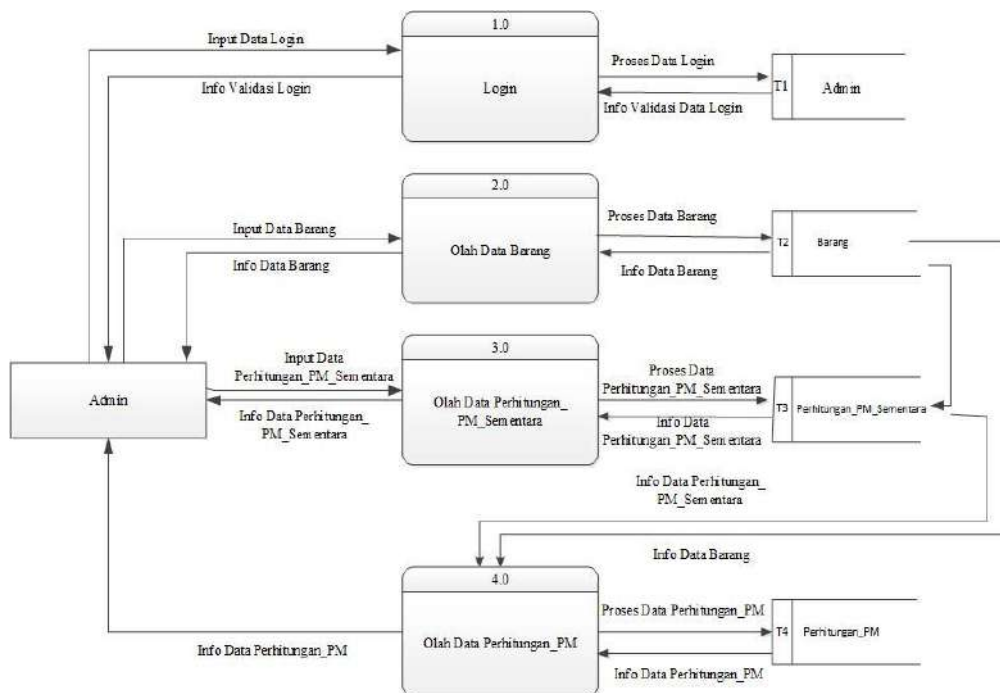 1.0
Input Data Login
Proses Data Login
Info Validasi Login
Login
T1
Admin
Info Validasi Data Login
2.0
Input Data Barang
Proses Data Barang
Info Data Barang
Olah Data Barang
T2
Barang
Info Data Barang
3.0
Input Data
Perhitungan_PM_Sementara
Proses Data
Perhitungan_PM_Sementara
Admin
Info Data Perhitungan_
PM_Sementara
Olah Data Perhitungan_
PM_Sementara
T3
Perhitungan_PM_Sementara
Info Data
Perhitungan_PM_Sementara
Info Data Perhitungan_
PM_Sementara
Info Data Barang
4.0
Proses Data Perhitungan_PM
Info Data Perhitungan_PM
Olah Data Perhitungan_PM
T4
Perhitungan_PM
Info Data Perhitungan_PM